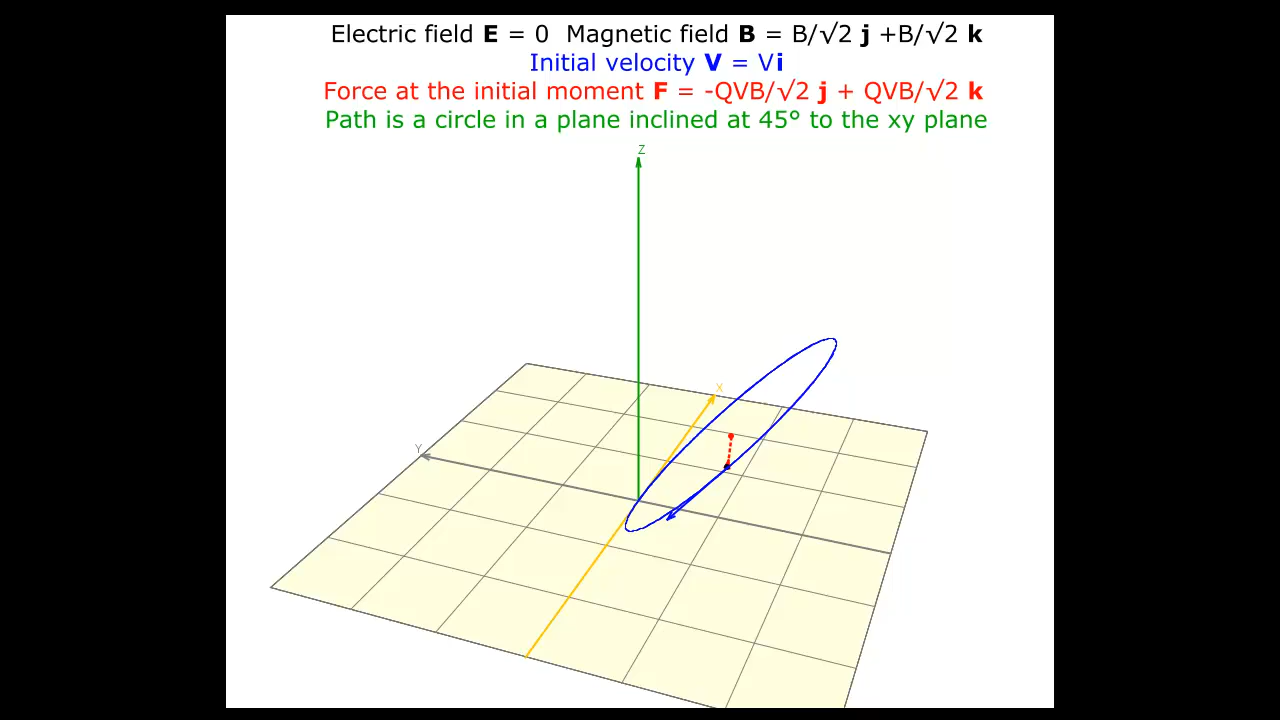 Electric field E = 0  Magnetic field B = B/√2 j +B/√2 k
Initial velocity V = Vi
Force at the initial moment F = -QVB/√2 j + QVB/√2 k
Path is a circle in a plane inclined at 45° to the xy plane
Z
X
Y